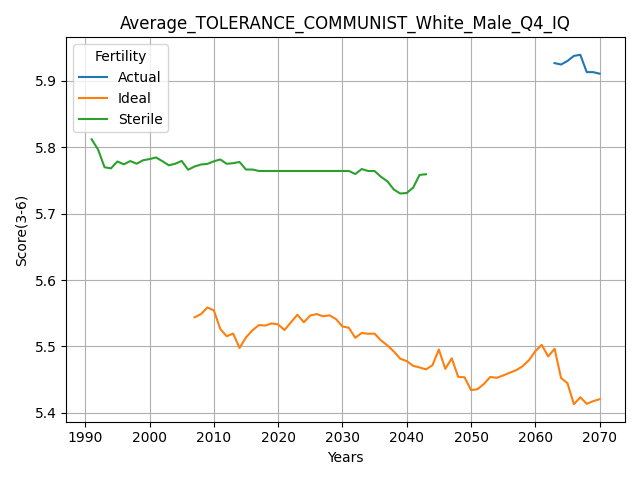 Average_TOLERANCE_COMMUNIST_White_Male_Q4_IQ
Fertility
Actual
Ideal
Sterile
Score(3-6)
5.9
5.8
5.7
5.6
5.5
5.4
1990 2000 2010 2020 2030 2040 2050 2060 2070
Years